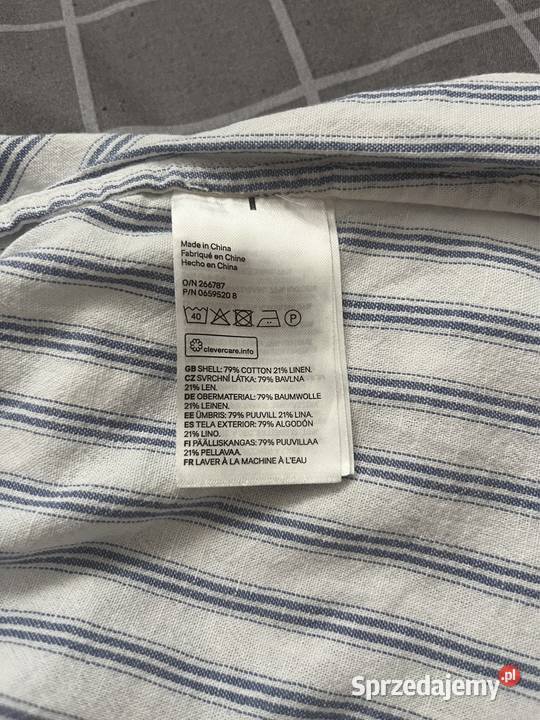 Made in China
Fabriqué en Chine
Hecho en China
O/N 266787
P/N 0659520 8
40
P
clevercare.info
GB SHELL: 79% COTTON 21% LINEN.
CZ SVRCHNÍ LÁTKA: 79% BAVLNA
21% LEN.
DE OBERMATERIAL: 79% BAUMWOLLE
21% LEINEN.
EE ÜMBRIS: 79% PUUVILL 21% LINA.
ES TELA EXTERIOR: 79% ALGODÓN
21% LINO.
FI PÄÄLLISKANGAS: 79% PUUVILLAA
21% PELLAVAA.
FR LAVER À LA MACHINE À L'EAU
Sprzedajemy .pl